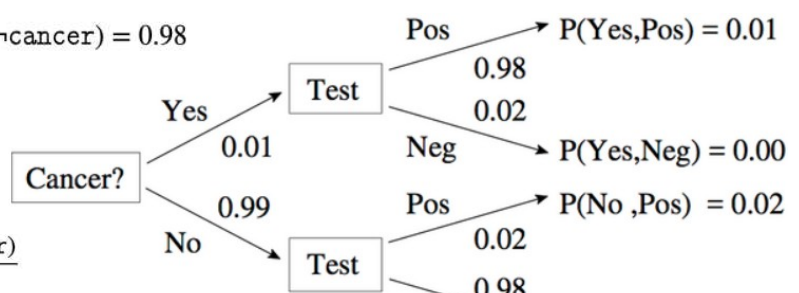 ¬cancer) = 0.98
Pos
P(Yes,Pos) = 0.01
0.98
Test
Yes
0.02
0.01
Neg
P(Yes,Neg) = 0.00
Cancer?
0.99
Pos
P(No ,Pos) = 0.02
No
0.02
r)
Test
0.98